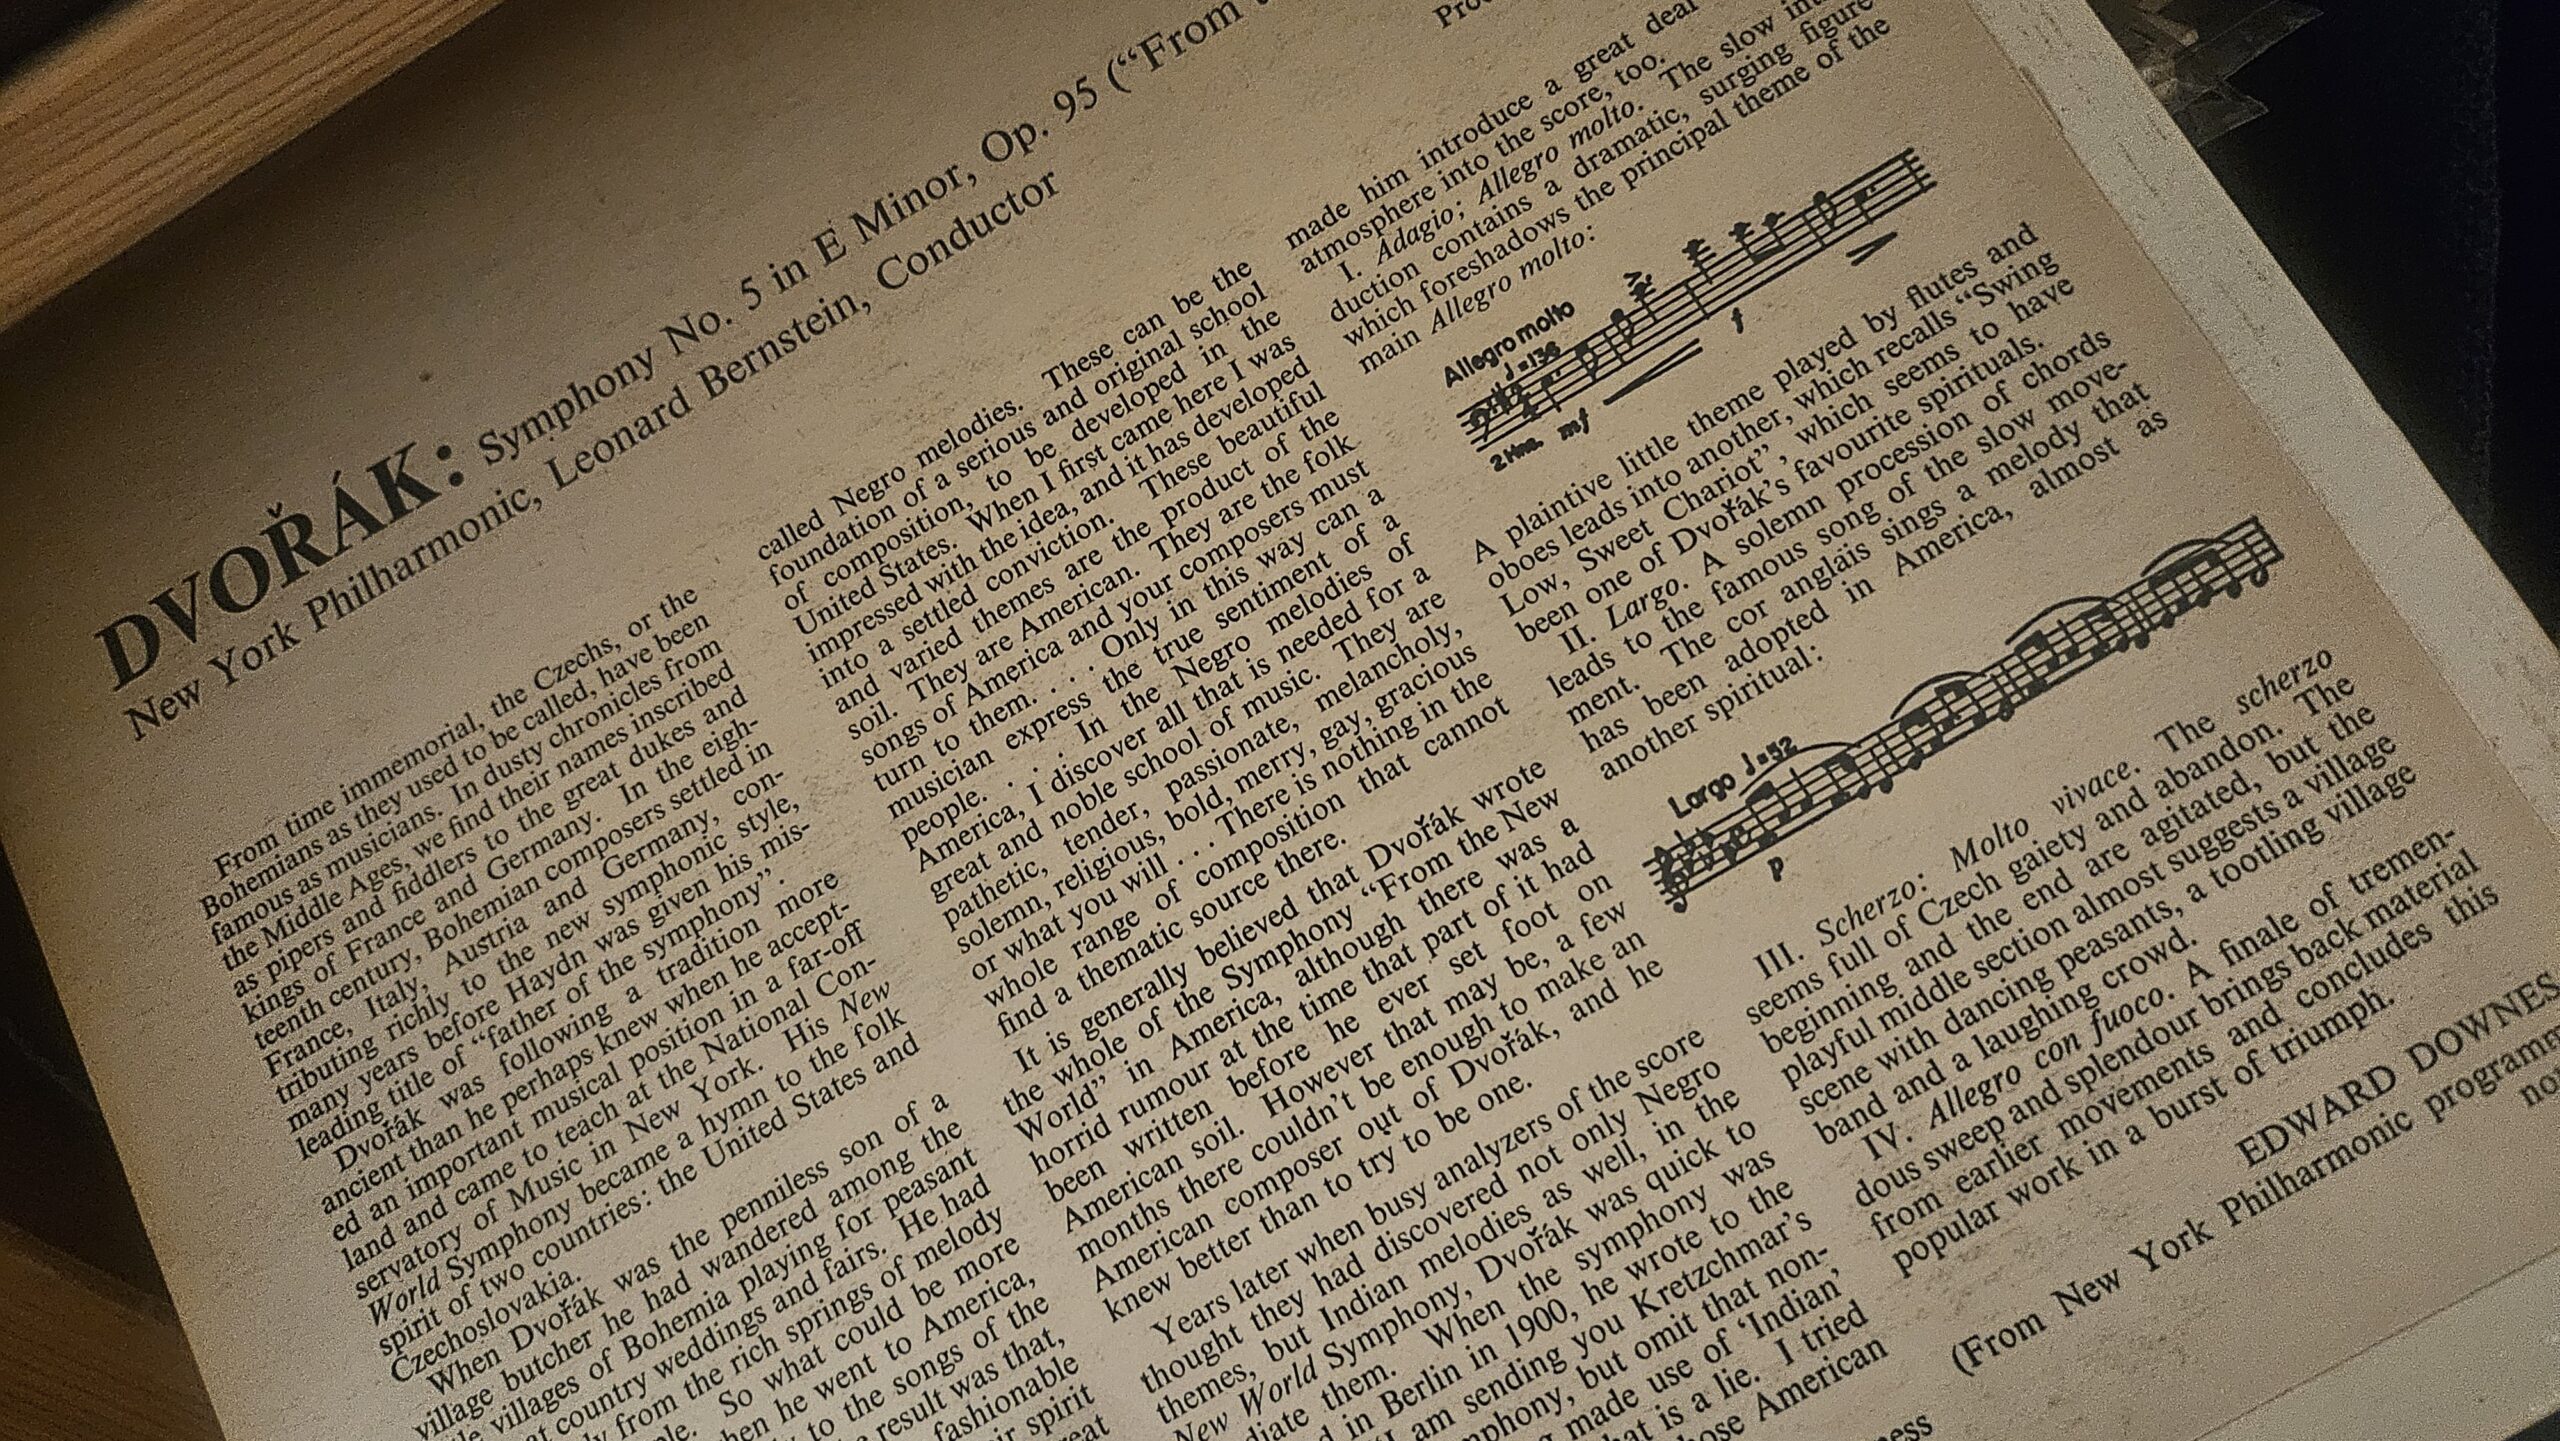 DVOŘÁK: Symphony No. 5 in E Minor, Op. 95 (“From
New York Philharmonic, Leonard Bernstein, Conductor
From time immemorial, the Czechs, or the
Bohemians as they used to be called, have been
famous as musicians. In dusty chronicles from
the Middle Ages, we find their names inscribed
as pipers and fiddlers to the great dukes and
kings of France and Germany. In the eigh-
teenth century, Bohemian composers settled in
France, Italy, Austria and Germany, con-
tributing richly to the new symphonic style,
many years before Haydn was given his mis-
leading title of “father of the symphony”.
Dvořák was following a tradition more
ancient than he perhaps knew when he accept-
ed an important musical position in a far-off
land and came to teach at the National Con-
servatory of Music in New York. His New
World Symphony became a hymn to the folk
spirit of two countries: the United States and
Czechoslovakia.
When Dvořák was the penniless son of a
village butcher he had wandered among the
villages of Bohemia playing for peasant
at country weddings and fairs. He had
from the rich springs of melody
So what could be more
when he went to America,
to the songs of the
result was that,
fashionable
spirit
called Negro melodies. These can be the
foundation of a serious and original school
of composition, to be developed in the
United States. When I first came here I was
impressed with the idea, and it has developed
into a settled conviction. These beautiful
and varied themes are the product of the
soil. They are American. They are the folk
songs of America and your composers must
turn to them. . . . Only in this way can a
musician express the true sentiment of a
people. . . . In the Negro melodies of
America, I discover all that is needed for a
great and noble school of music. They are
pathetic, tender, passionate, melancholy,
solemn, religious, bold, merry, gay, gracious
or what you will . . . There is nothing in the
whole range of composition that cannot
find a thematic source there.
It is generally believed that Dvořák wrote
the whole of the Symphony “From the New
World” in America, although there was a
horrid rumour at the time that part of it had
been written before he ever set foot on
American soil. However that may be, a few
months there couldn’t be enough to make an
American composer out of Dvořák, and he
knew better than to try to be one.
Years later when busy analyzers of the score
thought they had discovered not only Negro
themes, but Indian melodies as well, in the
New World Symphony, Dvořák was quick to
them. When the symphony was
in Berlin in 1900, he wrote to the
am sending you Kretzchmar’s
but omit that non-
made use of ‘Indian’,
is a lie. I tried
American
made him introduce a great deal
atmosphere into the score, too.
I. Adagio; Allegro molto. The slow
duction contains a dramatic, surging figure
which foreshadows the principal theme of the
main Allegro molto:
Allegro molto
♩=136
2 Hns. mf f
A plaintive little theme played by flutes and
oboes leads into another, which recalls “Swing
Low, Sweet Chariot”, which seems to have
been one of Dvořák’s favourite spirituals.
II. Largo. A solemn procession of chords
leads to the famous song of the slow move-
ment. The cor anglais sings a melody that
has been adopted in America, almost as
another spiritual:
Largo ♩=52
p
III. Scherzo: Molto vivace. The scherzo
seems full of Czech gaiety and abandon. The
beginning and the end are agitated, but the
playful middle section almost suggests a village
scene with dancing peasants, a tootling village
band and a laughing crowd.
IV. Allegro con fuoco. A finale of tremen-
dous sweep and splendour brings back material
from earlier movements and concludes this
popular work in a burst of triumph.
EDWARD DOWNES
(From New York Philharmonic